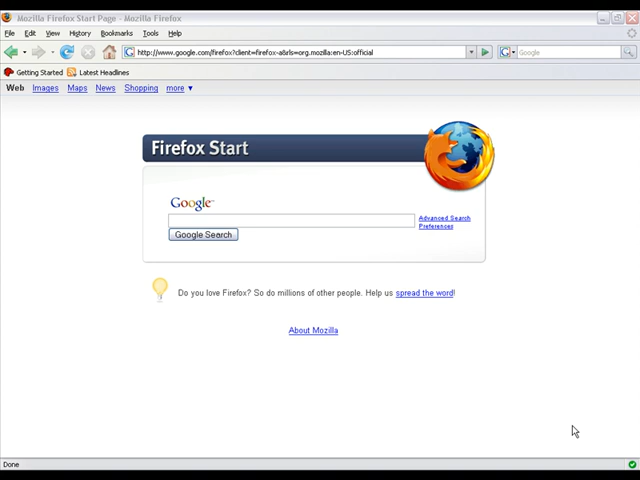 Mozilla Firefox Start Page - Mozilla Firefox
File Edit View History Bookmarks Tools Help
http://www.google.com/firefox?client=firefox-a&rls=org.mozilla:en-US:official
Google
Getting Started Latest Headlines
Web Images Maps News Shopping more ▼
Firefox Start
Google™
Advanced Search
Preferences
Google Search
Do you love Firefox? So do millions of other people. Help us spread the word!
About Mozilla
Done